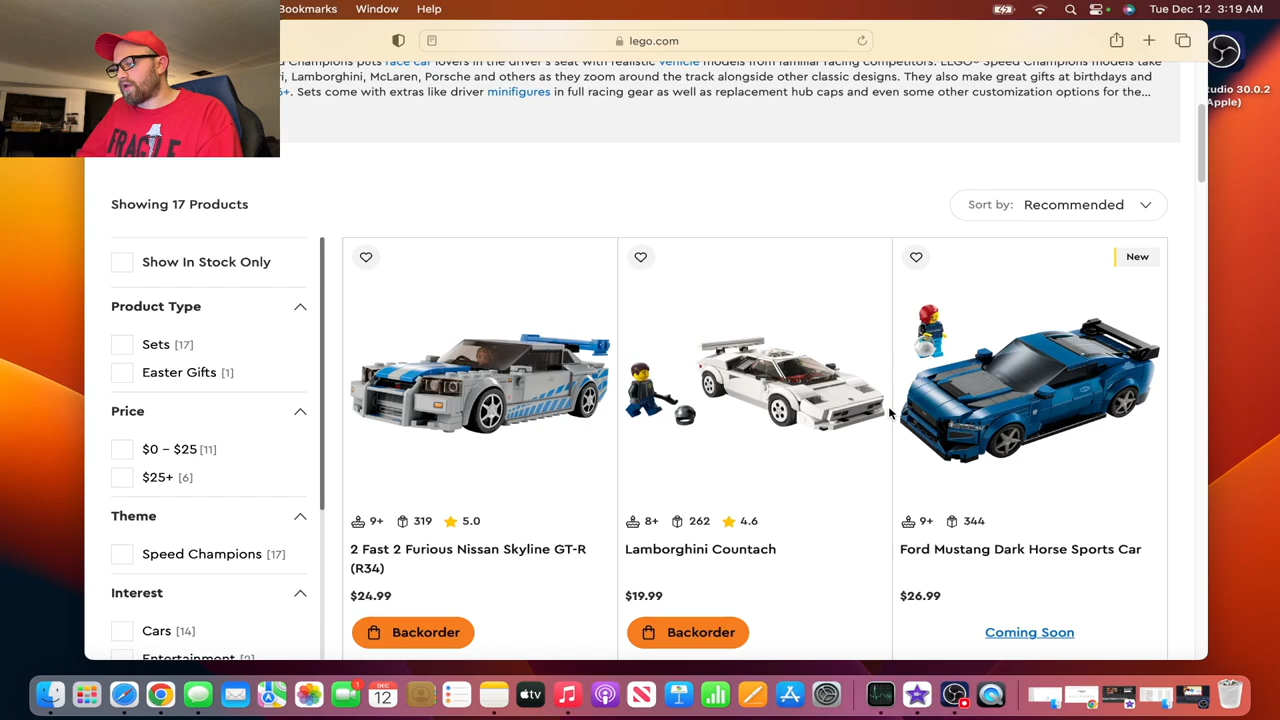 Bookmarks Window Help
Tue Dec 12 3:19 AM
lego.com
Champions puts race car lovers in the driver's seat with realistic vehicle models from familiar racing competitors. LEGO® Speed Champions models take
Lamborghini, McLaren, Porsche and others as they zoom around the track alongside other classic designs. They also make great gifts at birthdays and
6+. Sets come with extras like driver minifigures in full racing gear as well as replacement hub caps and even some other customization options for the...
tudio 30.0.2
Apple)
FRAGILE
Showing 17 Products
Sort by: Recommended
Show In Stock Only
Product Type
Sets [17]
Easter Gifts [1]
Price
$0 – $25 [11]
$25+ [6]
Theme
Speed Champions [17]
Interest
Cars [14]
Entertainment [2]
New
9+ 319 5.0
2 Fast 2 Furious Nissan Skyline GT-R
(R34)
$24.99
Backorder
8+ 262 4.6
Lamborghini Countach
$19.99
Backorder
9+ 344
Ford Mustang Dark Horse Sports Car
$26.99
Coming Soon
1
DEC
12
tv